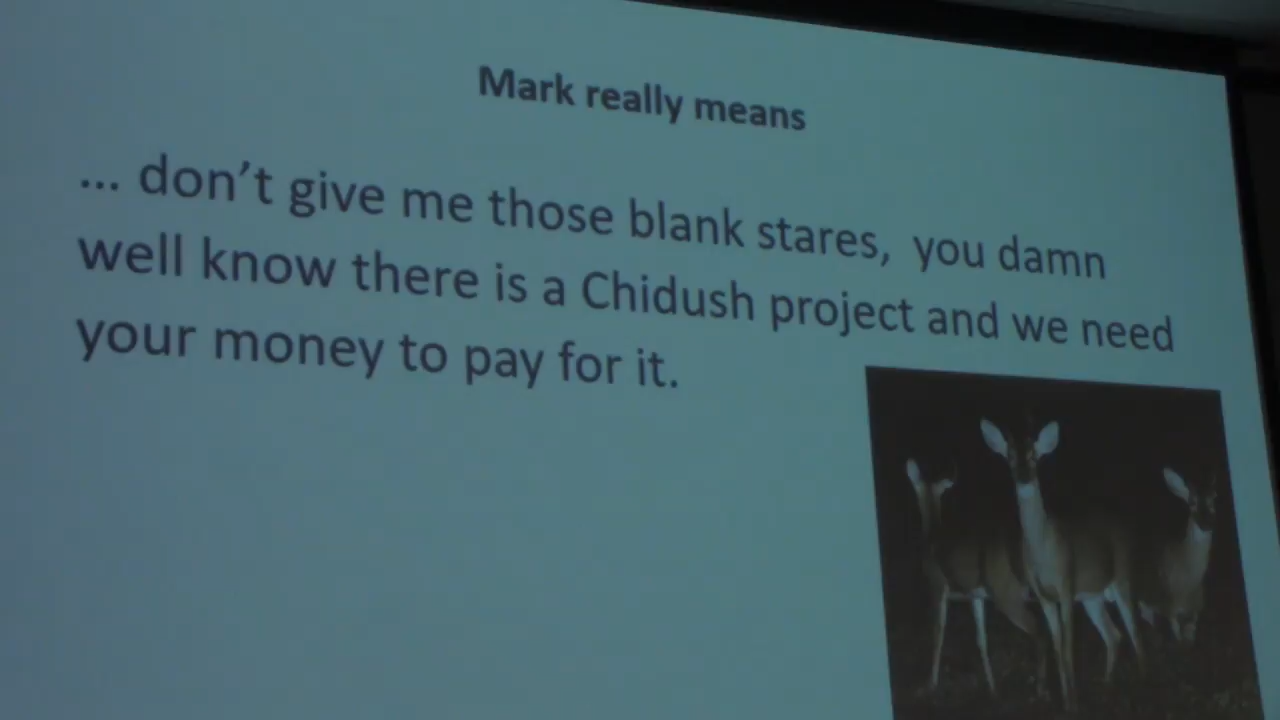 Mark really means
... don't give me those blank stares, you damn
well know there is a Chidush project and we need
your money to pay for it.